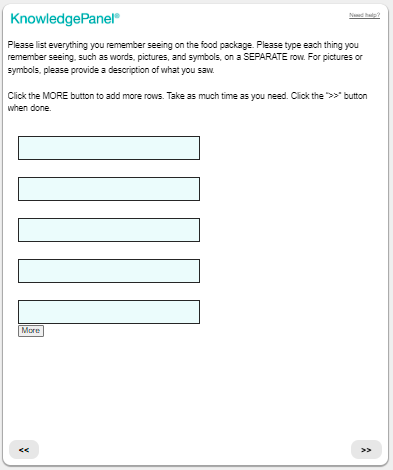 KnowledgePanel®
Need help?
Please list everything you remember seeing on the food package. Please type each thing you
remember seeing, such as words, pictures, and symbols, on a SEPARATE row. For pictures or
symbols, please provide a description of what you saw.
Click the MORE button to add more rows. Take as much time as you need. Click the ">>" button
when done.
More
<<
>>